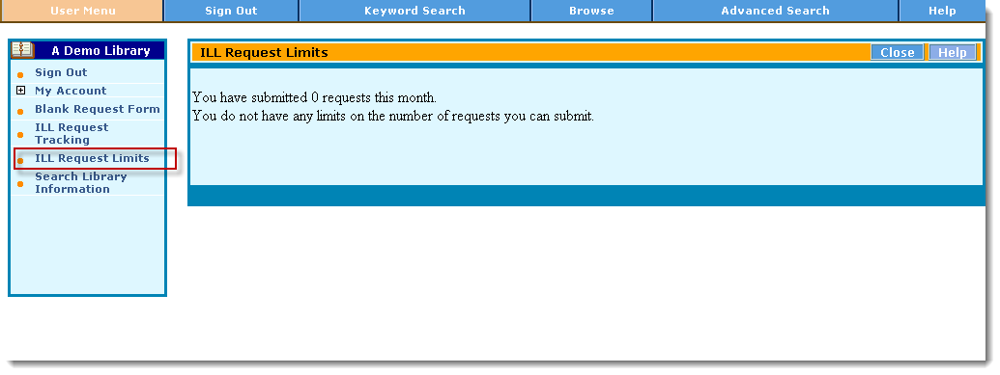 User Menu
Sign Out
Keyword Search
Browse
Advanced Search
Help
A Demo Library
Sign Out
My Account
Blank Request Form
ILL Request
Tracking
ILL Request Limits
Search Library
Information
ILL Request Limits
Close
Help
You have submitted 0 requests this month.
You do not have any limits on the number of requests you can submit.